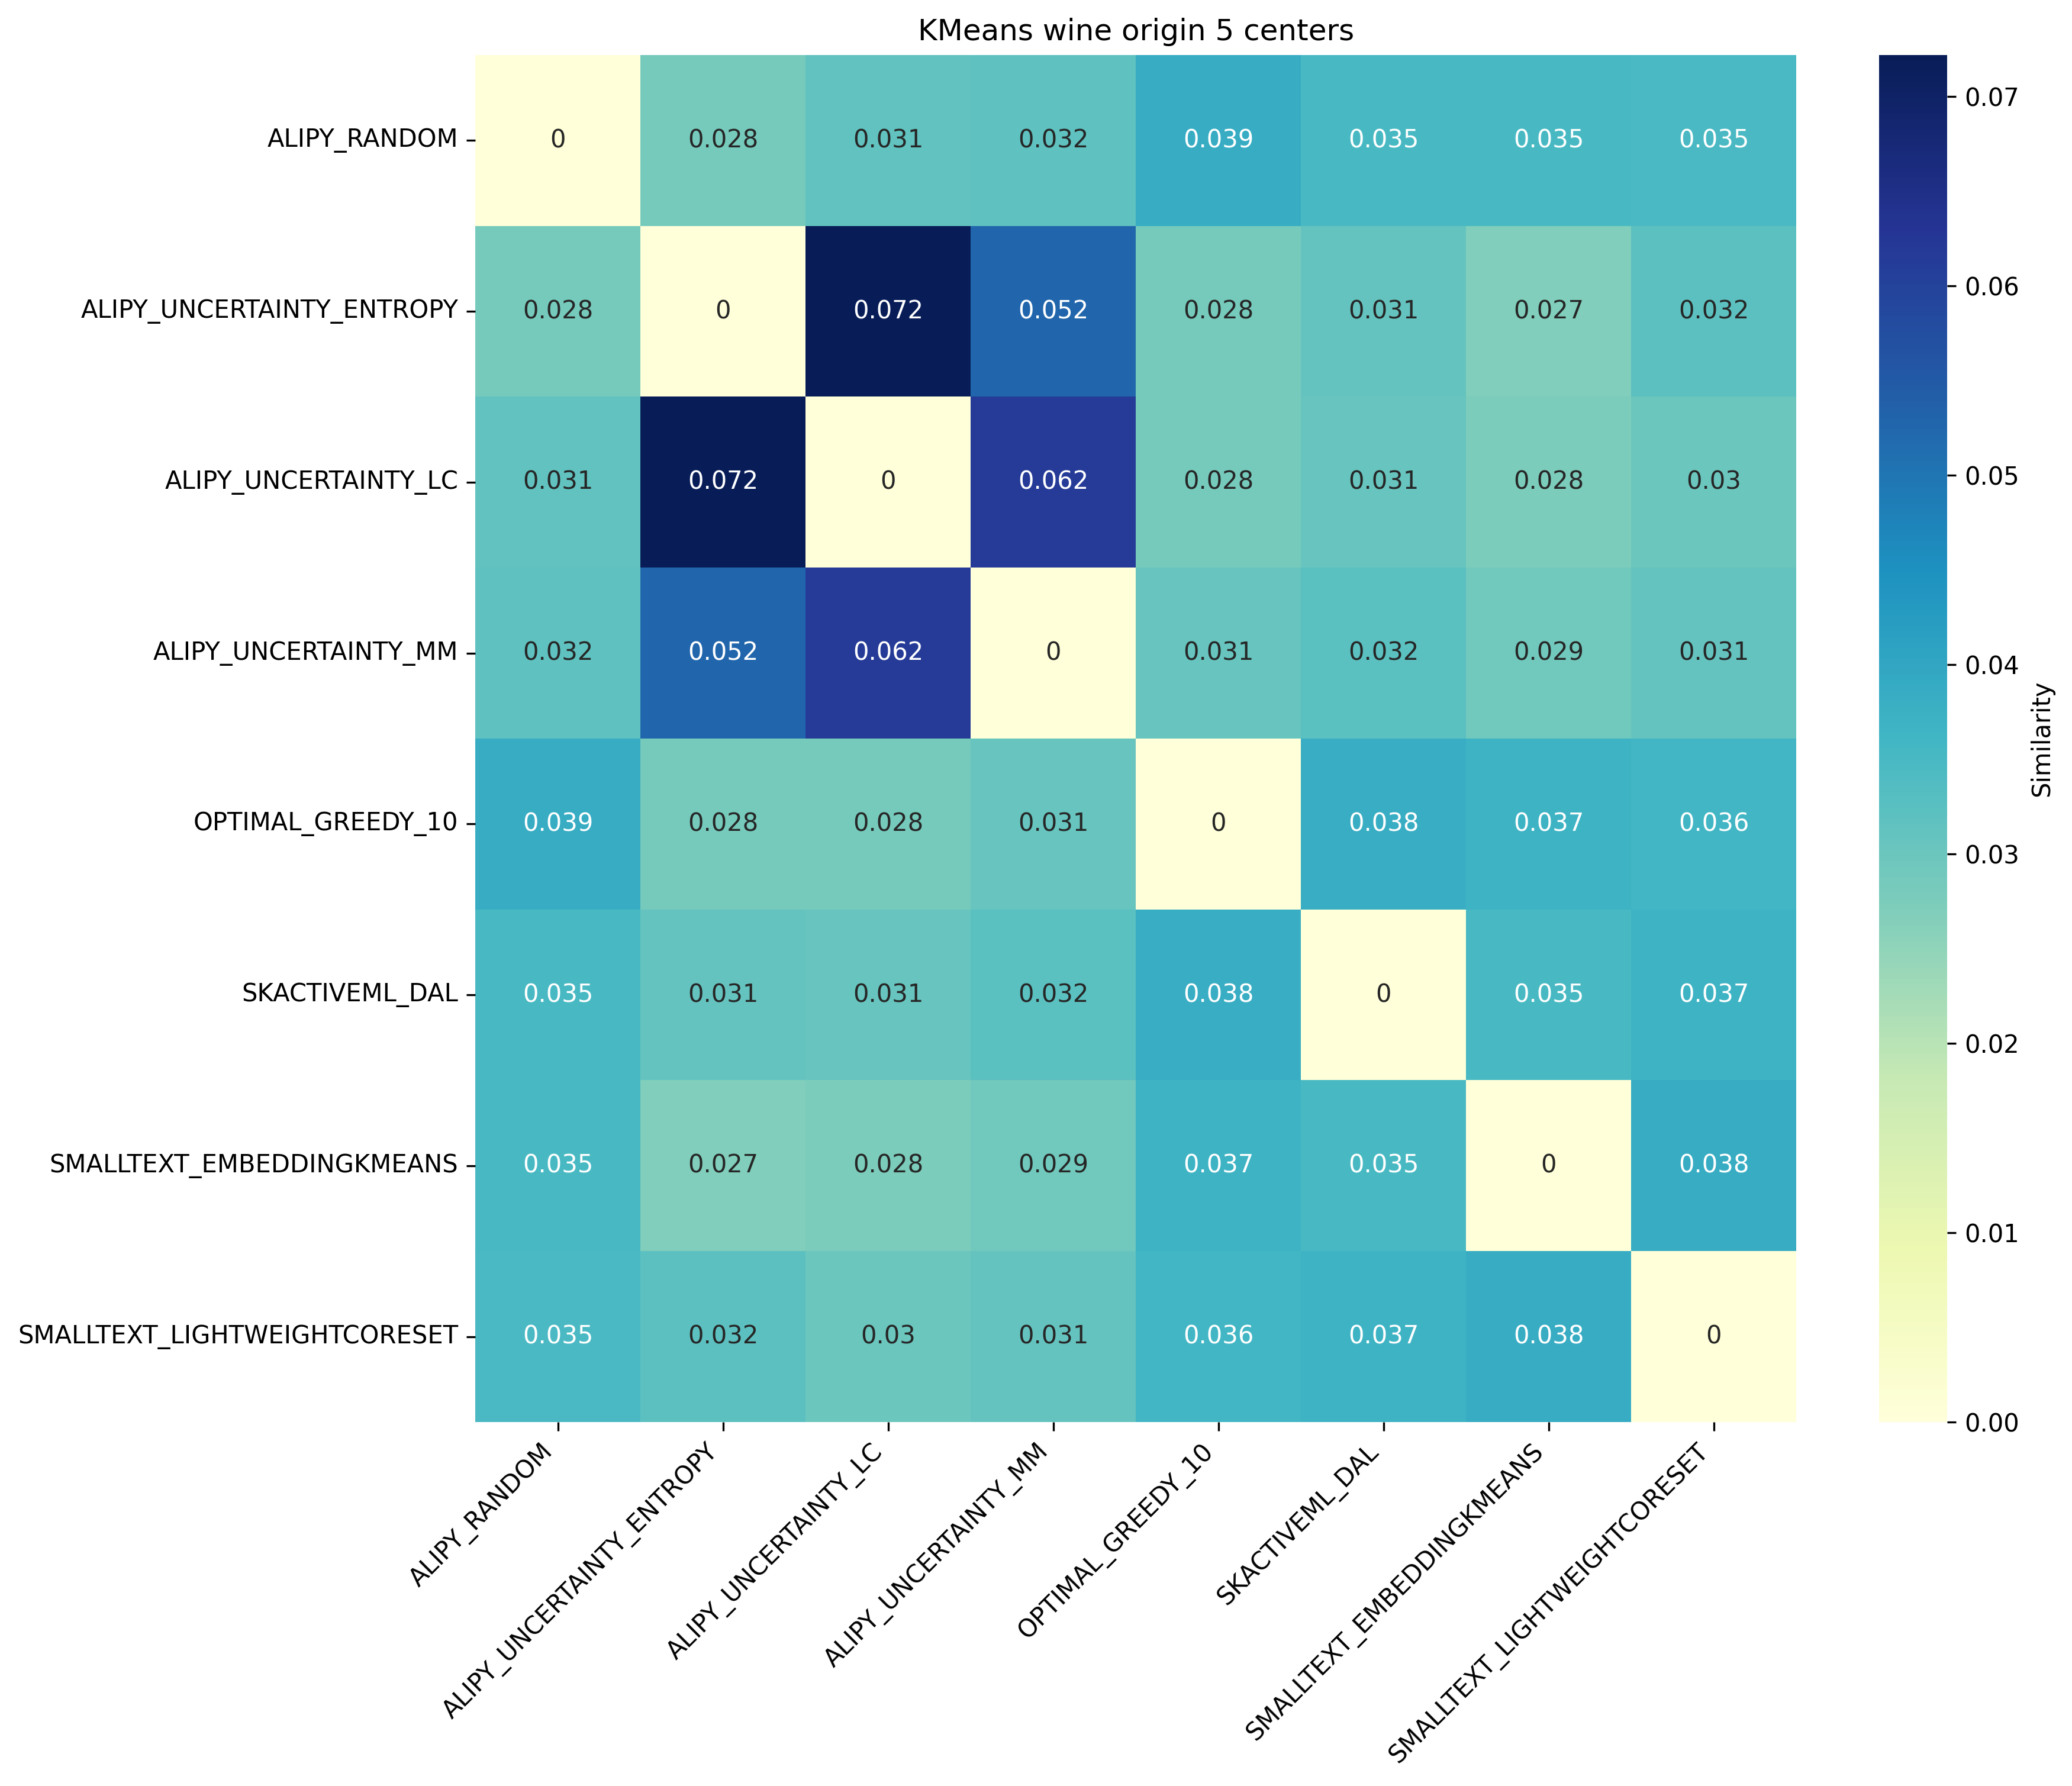 KMeans wine origin 5 centers
ALIPY_RANDOM 0 0.028 0.031 0.032 0.039 0.035 0.035 0.035
ALIPY_UNCERTAINTY_ENTROPY 0.028 0 0.072 0.052 0.028 0.031 0.027 0.032
ALIPY_UNCERTAINTY_LC 0.031 0.072 0 0.062 0.028 0.031 0.028 0.03
ALIPY_UNCERTAINTY_MM 0.032 0.052 0.062 0 0.031 0.032 0.029 0.031
OPTIMAL_GREEDY_10 0.039 0.028 0.028 0.031 0 0.038 0.037 0.036
SKACTIVEML_DAL 0.035 0.031 0.031 0.032 0.038 0 0.035 0.037
SMALLTEXT_EMBEDDINGKMEANS 0.035 0.027 0.028 0.029 0.037 0.035 0 0.038
SMALLTEXT_LIGHTWEIGHTCORESET 0.035 0.032 0.03 0.031 0.036 0.037 0.038 0
ALIPY_RANDOM
ALIPY_UNCERTAINTY_ENTROPY
ALIPY_UNCERTAINTY_LC
ALIPY_UNCERTAINTY_MM
OPTIMAL_GREEDY_10
SKACTIVEML_DAL
SMALLTEXT_EMBEDDINGKMEANS
SMALLTEXT_LIGHTWEIGHTCORESET
0.07
0.06
0.05
0.04
0.03
0.02
0.01
0.00
Similarity